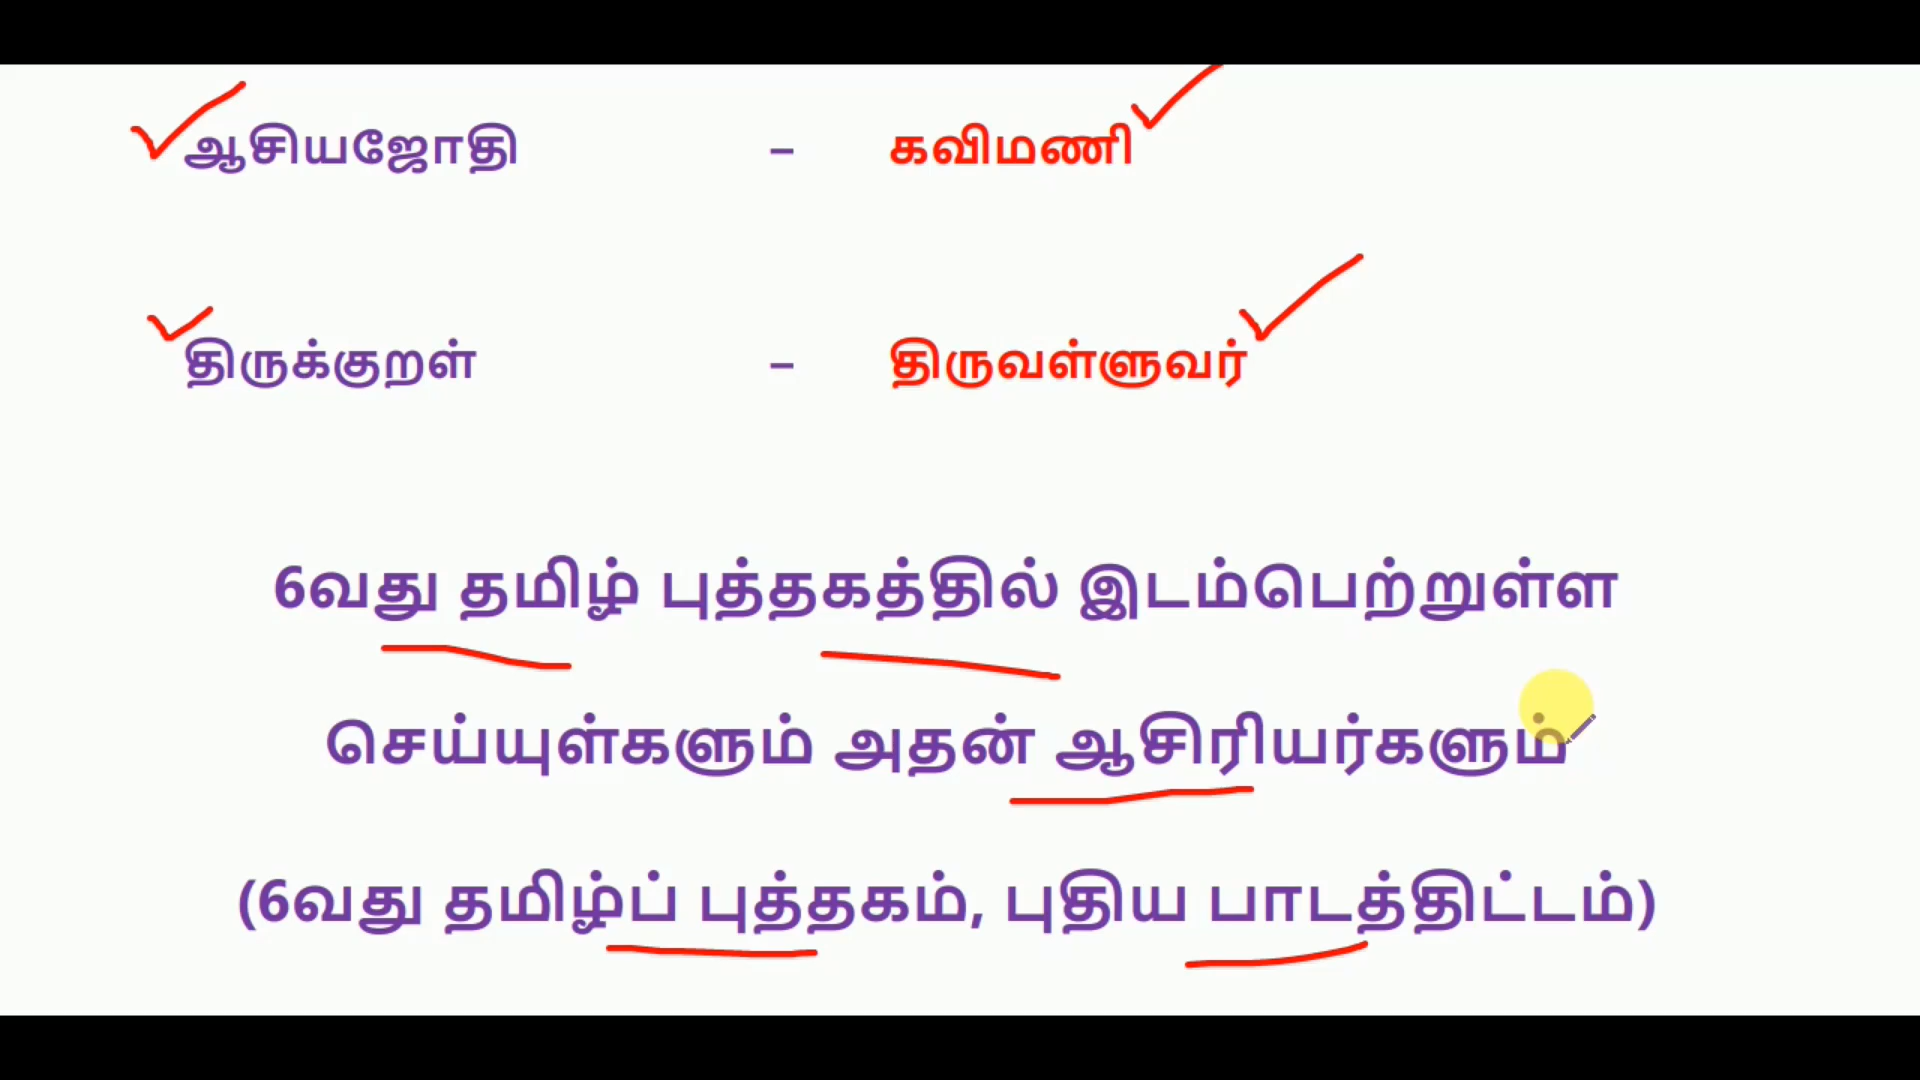 ஆசியஜோதி – கவிமணி
திருக்குறள் – திருவள்ளுவர்
6வது தமிழ் புத்தகத்தில் இடம்பெற்றுள்ள
செய்யுள்களும் அதன் ஆசிரியர்களும்
(6வது தமிழ்ப் புத்தகம், புதிய பாடத்திட்டம்)